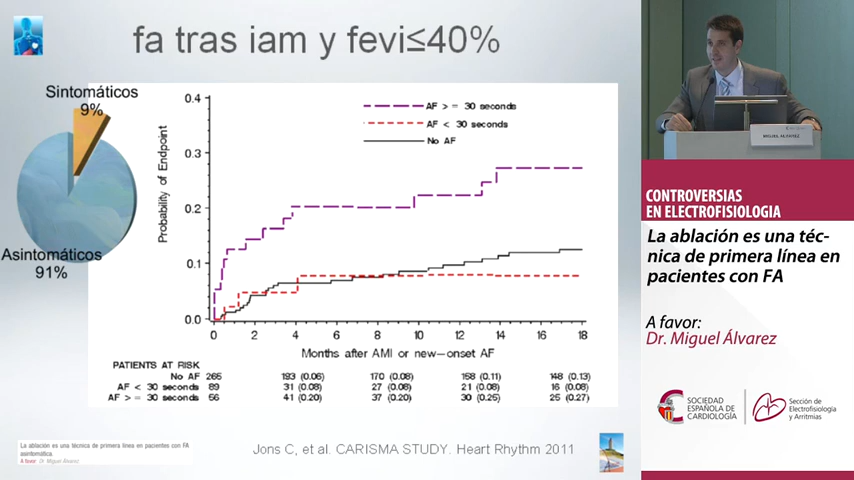 fa tras iam y fevi≤40%
Sintomáticos
9%
Asintomáticos
91%
Probability of Endpoint
0.4
0.3
0.2
0.1
0.0
AF >= 30 seconds
AF < 30 seconds
No AF
0 2 4 6 8 10 12 14 16 18
Months after AMI or new-onset AF
PATIENTS AT RISK
No AF 265 193 (0.06) 170 (0.08) 158 (0.11) 148 (0.13)
AF < 30 seconds 89 31 (0.08) 27 (0.08) 21 (0.08) 16 (0.08)
AF >= 30 seconds 56 41 (0.20) 37 (0.20) 30 (0.25) 25 (0.27)
Jons C, et al. CARISMA STUDY. Heart Rhythm 2011
La ablación es una técnica de primera línea en pacientes con FA
asintomática
A favor: Dr. Miguel Álvarez
MIGUEL ÁLVAREZ
CONTROVERSIAS
EN ELECTROFISIOLOGIA
La ablación es una téc-
nica de primera línea en
pacientes con FA
A favor:
Dr. Miguel Álvarez
SOCIEDAD
ESPAÑOLA DE
CARDIOLOGÍA
Sección de
Electrofisiología
y Arritmias